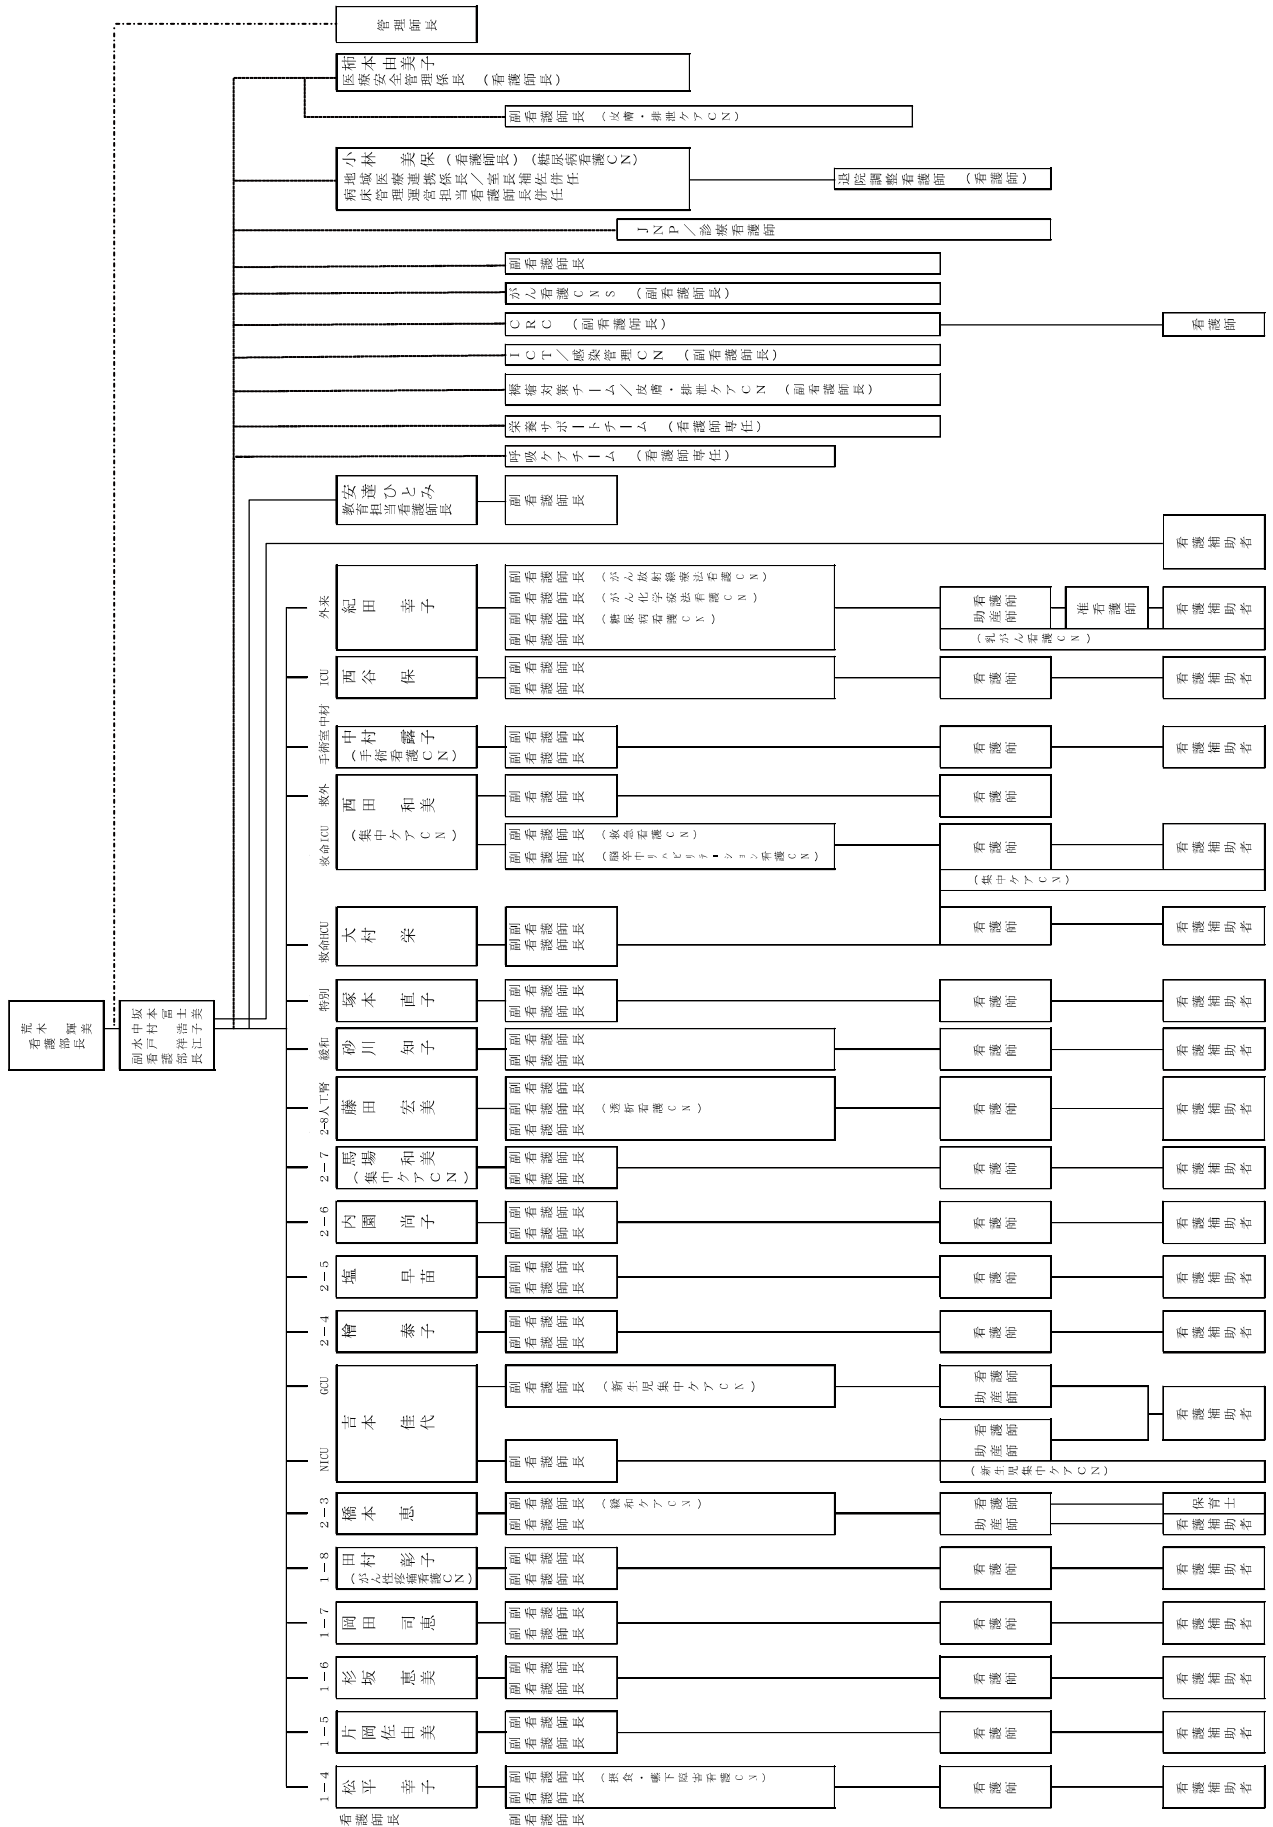 荒木 輝美
看護部長
坂本 冨士美
中村 浩子
水戸 祥江
副看護部長
管理師長
柿本由美子
医療安全管理係長（看護師長）
副看護師長（皮膚・排泄ケアCN）
小林 美保（看護師長）（糖尿病看護CN）
地域医療連携係長／室長補佐併任
病床管理運営担当看護師長併任
退院調整看護師（看護師）
JNP／診療看護師
副看護師長
がん看護CNS（副看護師長）
CRC（副看護師長）
看護師
ICT／感染管理CN（副看護師長）
褥瘡対策チーム／皮膚・排泄ケアCN（副看護師長）
栄養サポートチーム（看護師専任）
呼吸ケアチーム（看護師専任）
安達ひとみ
教育担当看護師長
副看護師長
看護補助者
外来
紀田 幸子
副看護師長（がん放射線療法看護CN）
副看護師長（がん化学療法看護CN）
副看護師長（糖尿病看護CN）
副看護師長
看護師
助産師
准看護師
看護補助者
（乳がん看護CN）
ICU
西谷 保
副看護師長
副看護師長
看護師
看護補助者
手術室 中材
中村 露子
（手術看護CN）
副看護師長
副看護師長
看護師
看護補助者
救外
西田 和美
（集中ケアCN）
副看護師長
看護師
救命ICU
副看護師長（救急看護CN）
副看護師長（脳卒中リハビリテーション看護CN）
看護師
看護補助者
（集中ケアCN）
救命HCU
大村 栄
副看護師長
副看護師長
看護師
看護補助者
特別
塚本 直子
副看護師長
副看護師長
看護師
看護補助者
緩和
砂川 知子
副看護師長
副看護師長
看護師
看護補助者
2-8人工腎
藤田 宏美
副看護師長
副看護師長（透析看護CN）
副看護師長
看護師
看護補助者
2-7
馬場 和美
（集中ケアCN）
副看護師長
副看護師長
看護師
看護補助者
2-6
内園 尚子
副看護師長
副看護師長
看護師
看護補助者
2-5
塩 早苗
副看護師長
副看護師長
看護師
看護補助者
2-4
檜 泰子
副看護師長
副看護師長
看護師
看護補助者
GCU
吉本 佳代
副看護師長（新生児集中ケアCN）
看護師
助産師
看護補助者
NICU
副看護師長
看護師
助産師
（新生児集中ケアCN）
2-3
橋本 恵
副看護師長（緩和ケアCN）
副看護師長
看護師
助産師
保育士
看護補助者
1-8
田村 彰子
（がん性疼痛看護CN）
副看護師長
副看護師長
看護師
看護補助者
1-7
岡田 司恵
副看護師長
副看護師長
看護師
看護補助者
1-6
杉坂 恵美
副看護師長
副看護師長
看護師
看護補助者
1-5
片岡佐由美
副看護師長
副看護師長
看護師
看護補助者
1-4
松平 幸子
副看護師長（摂食・嚥下障害看護CN）
副看護師長
看護師
看護補助者
看護師長
副看護師長